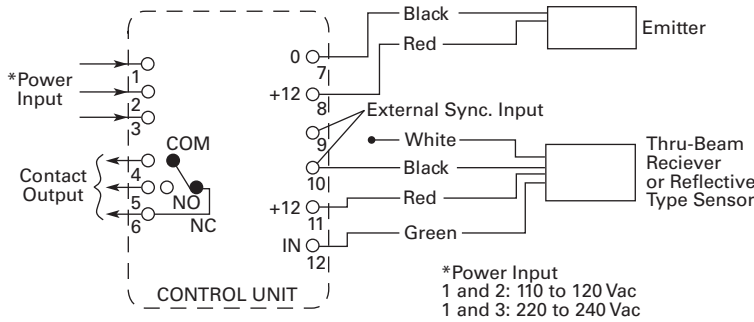 Black
Emitter
0
7
Red
+12
8
*Power
Input
1
2
3
External Sync. Input
9
White
Thru-Beam
Reciever
or Reflective
Type Sensor
COM
Contact
Output
4
5
6
NO
NC
10
Black
+12
11
Red
IN
12
Green
CONTROL UNIT
*Power Input
1 and 2: 110 to 120 Vac
1 and 3: 220 to 240 Vac